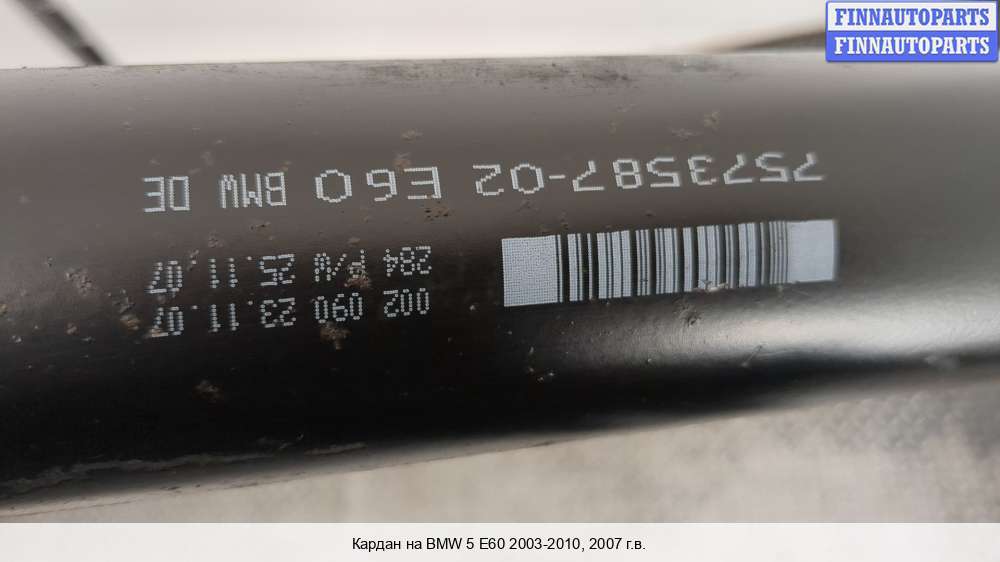 FINNAUTOPARTS
FINNAUTOPARTS
7573587-02 E60 BMW DE
002 090 23.11.07
284 P/W 25.11.07
Кардан на BMW 5 E60 2003-2010, 2007 г.в.